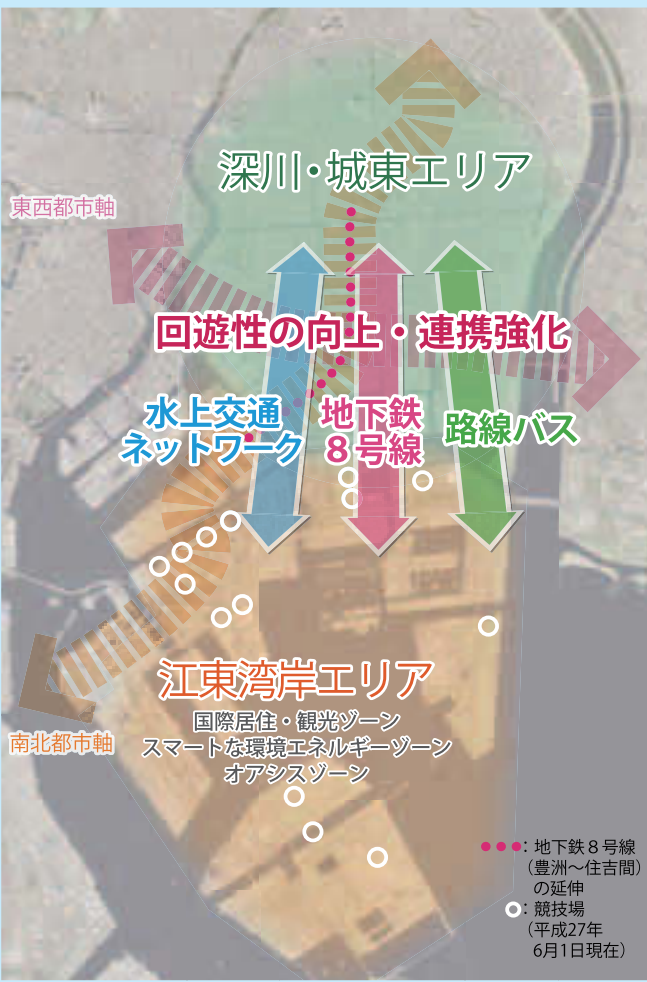 深川・城東エリア
東西都市軸
回遊性の向上・連携強化
水上交通
ネットワーク
地下鉄
8号線
路線バス
江東湾岸エリア
国際居住・観光ゾーン
スマートな環境エネルギーゾーン
オアシスゾーン
南北都市軸
：地下鉄８号線
（豊洲～住吉間）
の延伸
：競技場
（平成27年
6月1日現在）